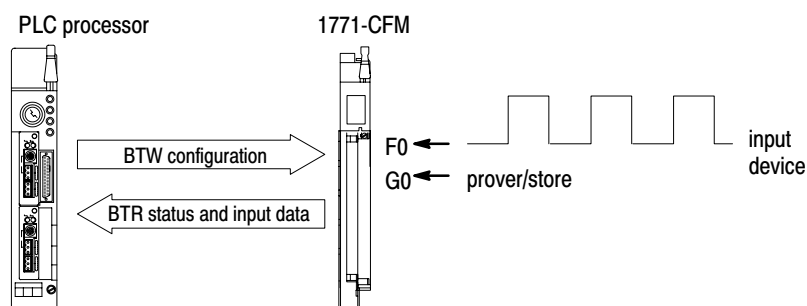 PLC processor
1771-CFM
BTW configuration
BTR status and input data
F0
G0
prover/store
input
device